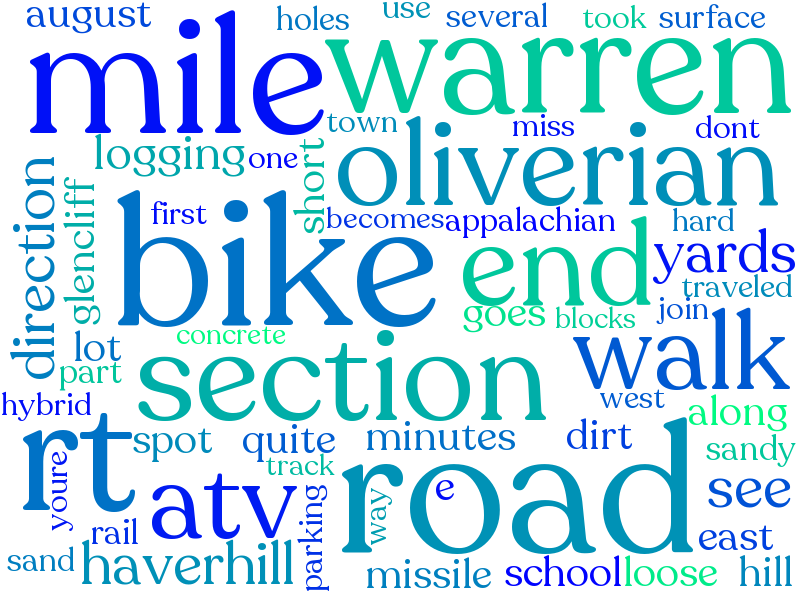 august
holes
use
several
took
surface
mile
warren
town
miss
dont
logging
one
short
oliverian
direction
glencliff
first
becomes
appalachian
hard
bike
end
yards
traveled
goes
blocks
join
concrete
lot
part
section
walk
west
hybrid
along
rt
spot
quite
minutes
dirt
sandy
track
youre
atv
e
road
see
way
parking
rail
east
sand
haverhill
missile
school
loose
hill